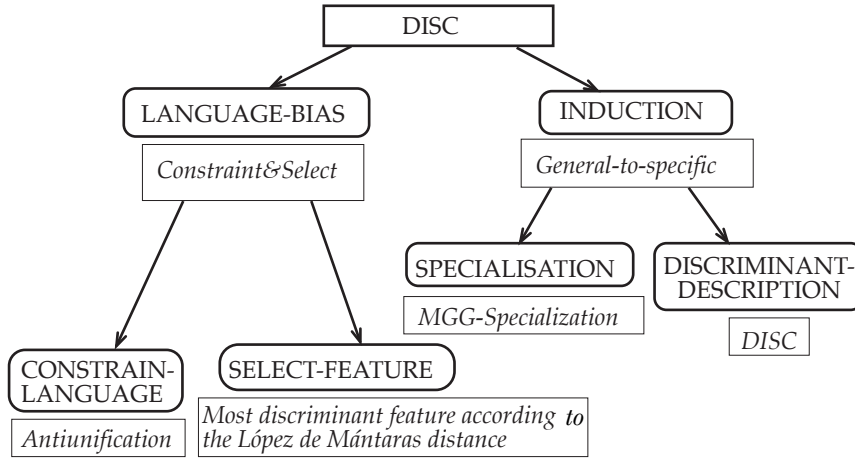 DISC
LANGUAGE-BIAS
INDUCTION
Constraint&Select
General-to-specific
SPECIALISATION
DISCRIMINANT-
DESCRIPTION
MGG-Specialization
DISC
CONSTRAIN-
LANGUAGE
SELECT-FEATURE
Antiunification
Most discriminant feature according to
the López de Mántaras distance